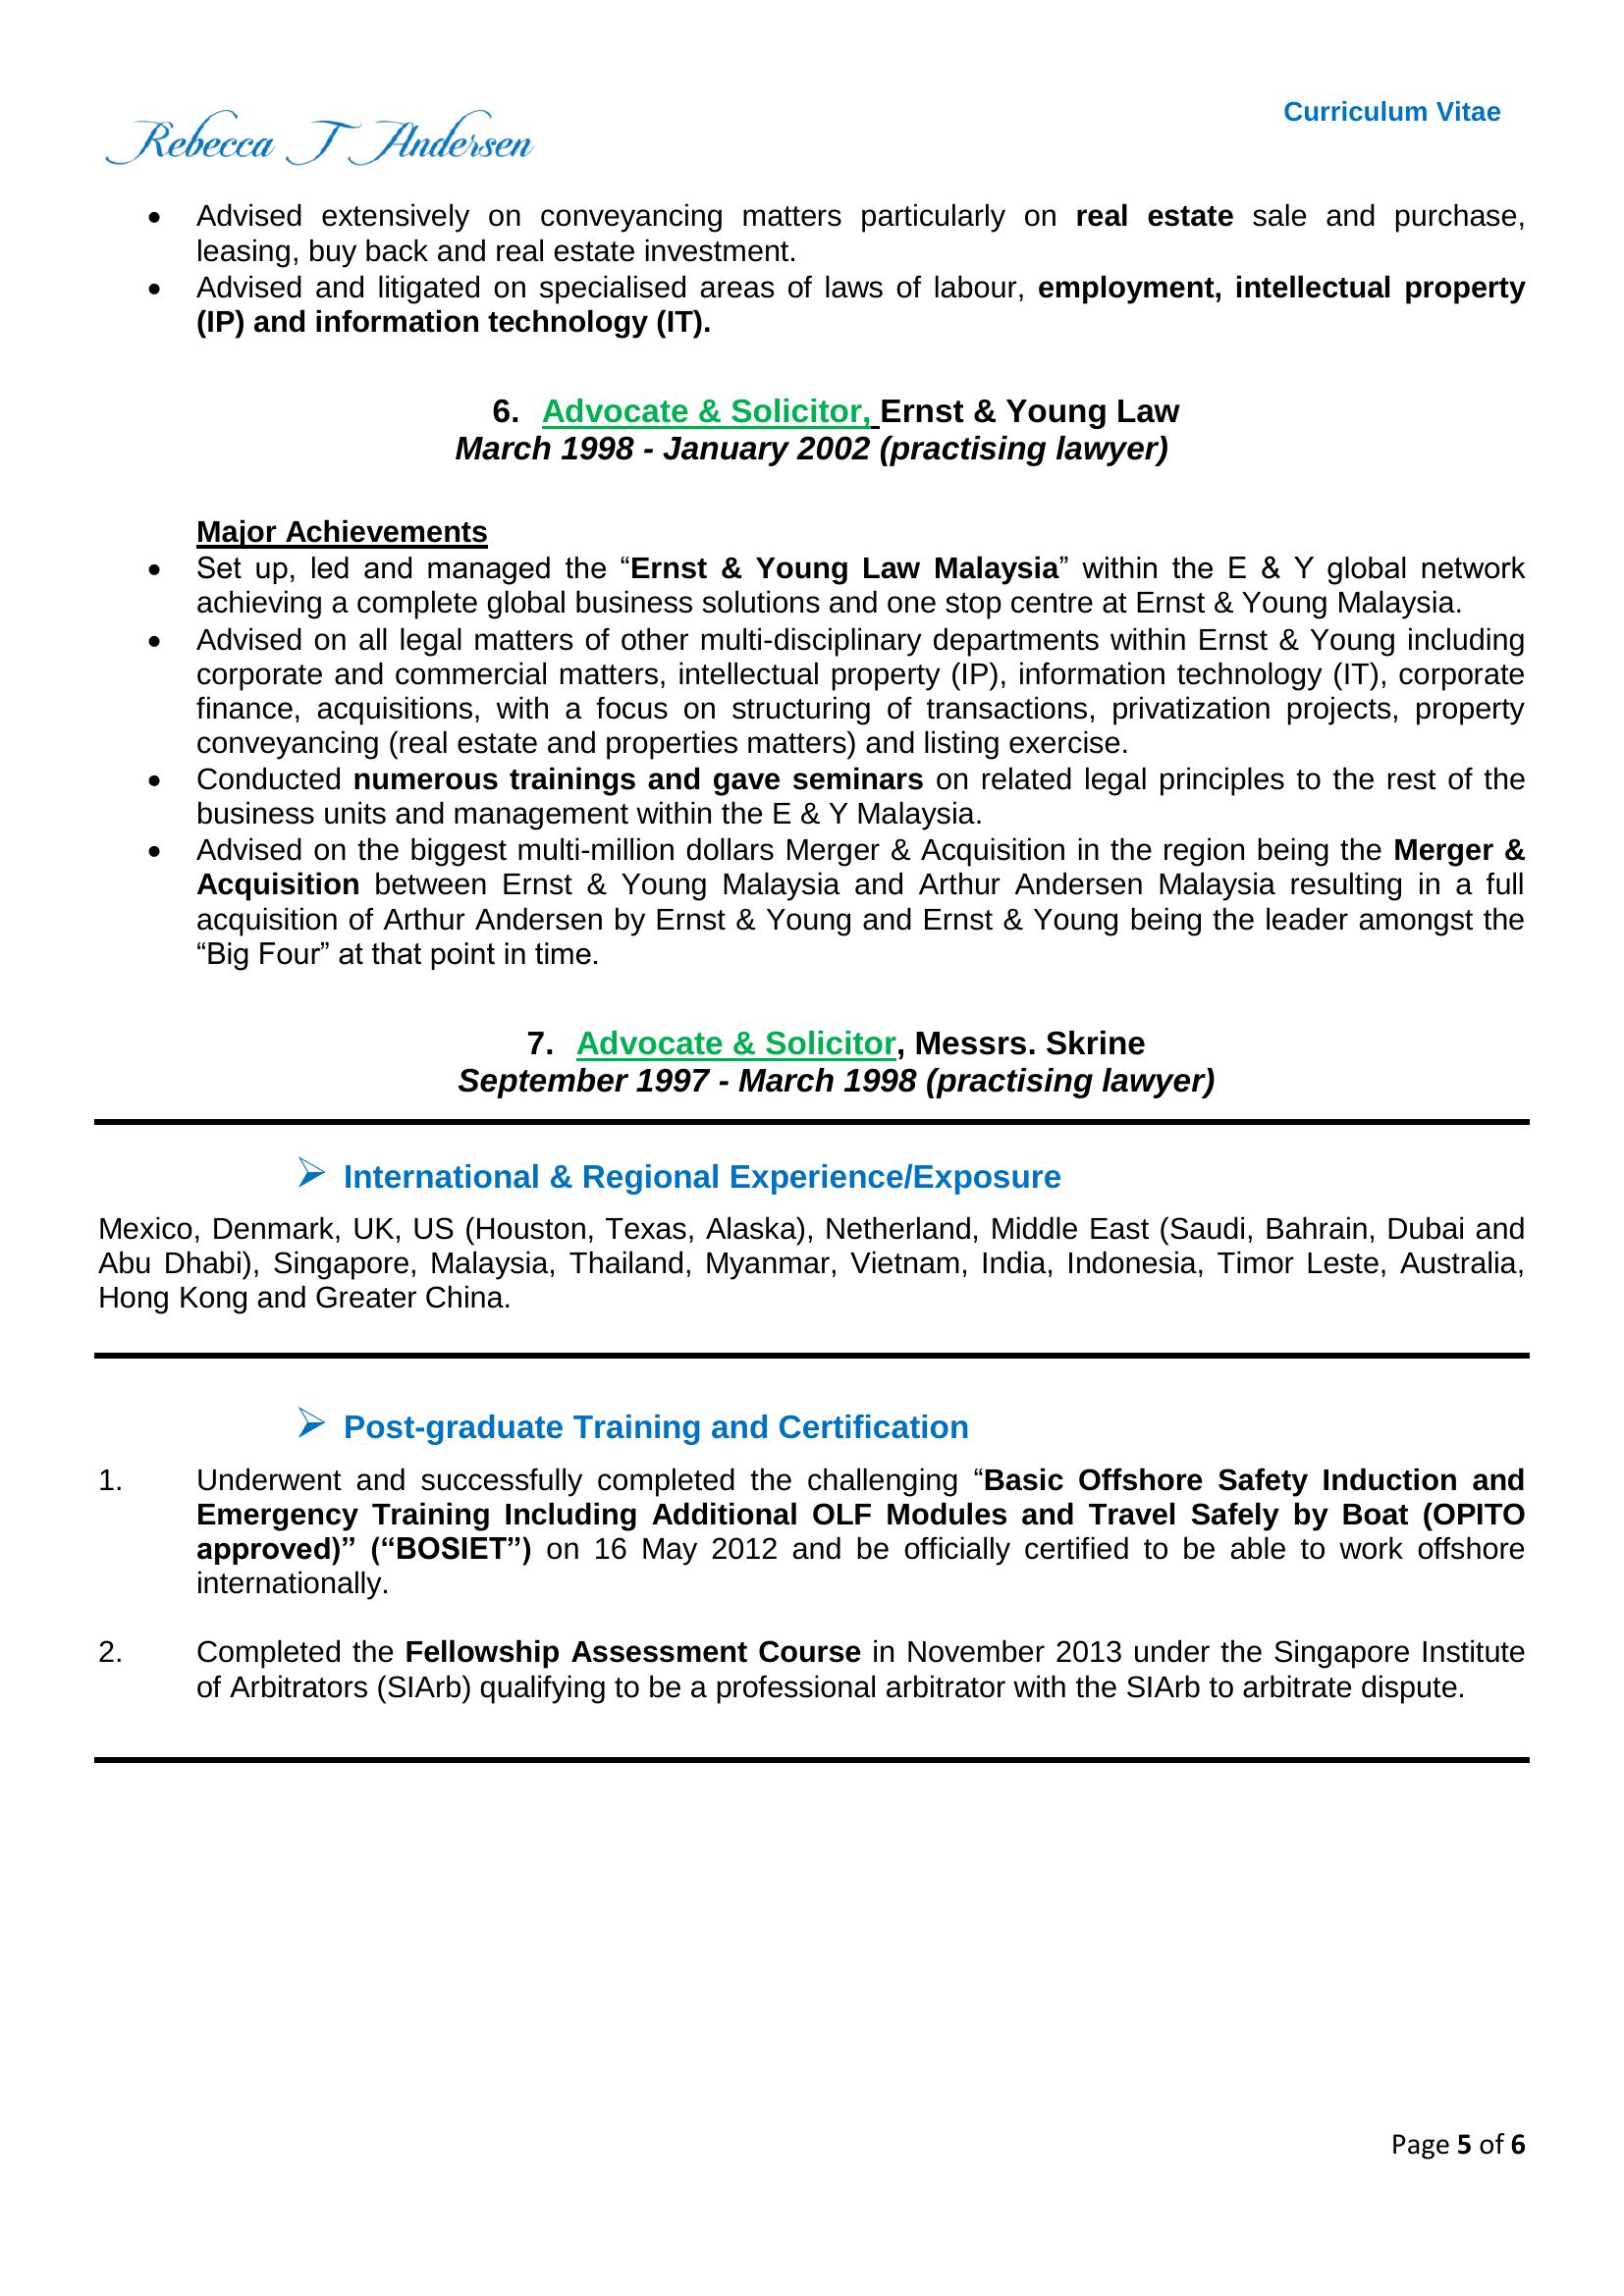 Rebecca T Andersen
Curriculum Vitae
• Advised extensively on conveyancing matters particularly on real estate sale and purchase,
leasing, buy back and real estate investment.
• Advised and litigated on specialised areas of laws of labour, employment, intellectual property
(IP) and information technology (IT).
6. Advocate & Solicitor, Ernst & Young Law
March 1998 - January 2002 (practising lawyer)
Major Achievements
• Set up, led and managed the “Ernst & Young Law Malaysia” within the E & Y global network
achieving a complete global business solutions and one stop centre at Ernst & Young Malaysia.
• Advised on all legal matters of other multi-disciplinary departments within Ernst & Young including
corporate and commercial matters, intellectual property (IP), information technology (IT), corporate
finance, acquisitions, with a focus on structuring of transactions, privatization projects, property
conveyancing (real estate and properties matters) and listing exercise.
• Conducted numerous trainings and gave seminars on related legal principles to the rest of the
business units and management within the E & Y Malaysia.
• Advised on the biggest multi-million dollars Merger & Acquisition in the region being the Merger &
Acquisition between Ernst & Young Malaysia and Arthur Andersen Malaysia resulting in a full
acquisition of Arthur Andersen by Ernst & Young and Ernst & Young being the leader amongst the
“Big Four” at that point in time.
7. Advocate & Solicitor, Messrs. Skrine
September 1997 - March 1998 (practising lawyer)
International & Regional Experience/Exposure
Mexico, Denmark, UK, US (Houston, Texas, Alaska), Netherland, Middle East (Saudi, Bahrain, Dubai and
Abu Dhabi), Singapore, Malaysia, Thailand, Myanmar, Vietnam, India, Indonesia, Timor Leste, Australia,
Hong Kong and Greater China.
Post-graduate Training and Certification
1. Underwent and successfully completed the challenging “Basic Offshore Safety Induction and
Emergency Training Including Additional OLF Modules and Travel Safely by Boat (OPITO
approved)” (“BOSIET”) on 16 May 2012 and be officially certified to be able to work offshore
internationally.
2. Completed the Fellowship Assessment Course in November 2013 under the Singapore Institute
of Arbitrators (SIArb) qualifying to be a professional arbitrator with the SIArb to arbitrate dispute.
Page 5 of 6